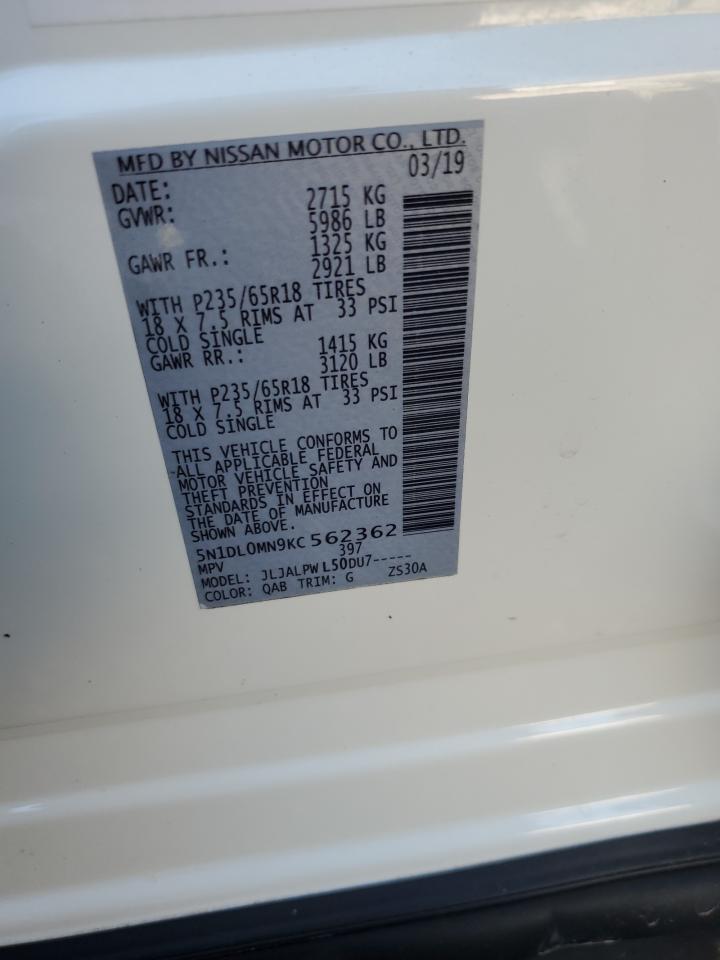 MFD BY NISSAN MOTOR CO., LTD.
DATE: 03/19
GVWR: 2715 KG
5986 LB
GAWR FR.: 1325 KG
2921 LB
WITH P235/65R18 TIRES
18 X 7.5 RIMS AT 33 PSI
COLD SINGLE
GAWR RR.: 1415 KG
3120 LB
WITH P235/65R18 TIRES
18 X 7.5 RIMS AT 33 PSI
COLD SINGLE
THIS VEHICLE CONFORMS TO
ALL APPLICABLE FEDERAL
MOTOR VEHICLE SAFETY AND
THEFT PREVENTION
STANDARDS IN EFFECT ON
THE DATE OF MANUFACTURE
SHOWN ABOVE
5N1DL0MN9KC562362
MPV 397
MODEL: JLJALPWL50DU7-----
COLOR: QAB TRIM: G ZS30A